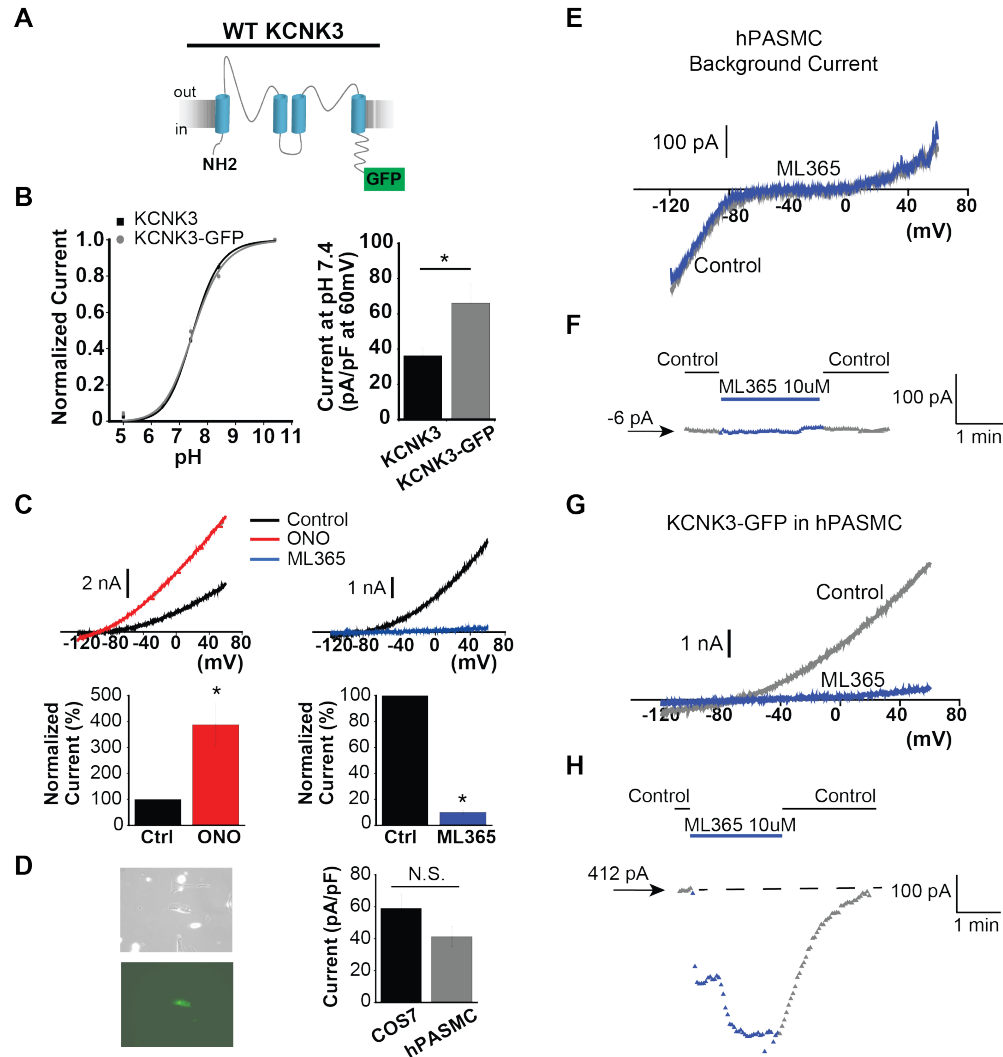 A
WT KCNK3
out
in
NH2
GFP
B
KCNK3
KCNK3-GFP
Normalized Current
1.0
0.8
0.6
0.4
0.2
0
5 6 7 8 9 10 11
pH
Current at pH 7.4
(pA/pF at 60mV)
100
80
60
40
20
0
*
KCNK3
KCNK3-GFP
C
Control
ONO
ML365
2 nA
-120 -80 -40 0 40 80
(mV)
1 nA
-120 -80 -40 0 40 80
(mV)
Normalized
Current (%)
500
400
300
200
100
0
*
Ctrl ONO
Normalized
Current (%)
100
80
60
40
20
0
*
Ctrl ML365
D
Current (pA/pF)
80
60
40
20
0
N.S.
COS7
hPASMC
E
hPASMC
Background Current
100 pA
ML365
-120 -80 -40 0 40 80
(mV)
Control
F
Control Control
ML365 10uM
-6 pA
100 pA
1 min
G
KCNK3-GFP in hPASMC
Control
1 nA
ML365
-120 -80 -40 0 40 80
(mV)
H
Control Control
ML365 10uM
412 pA
100 pA
1 min